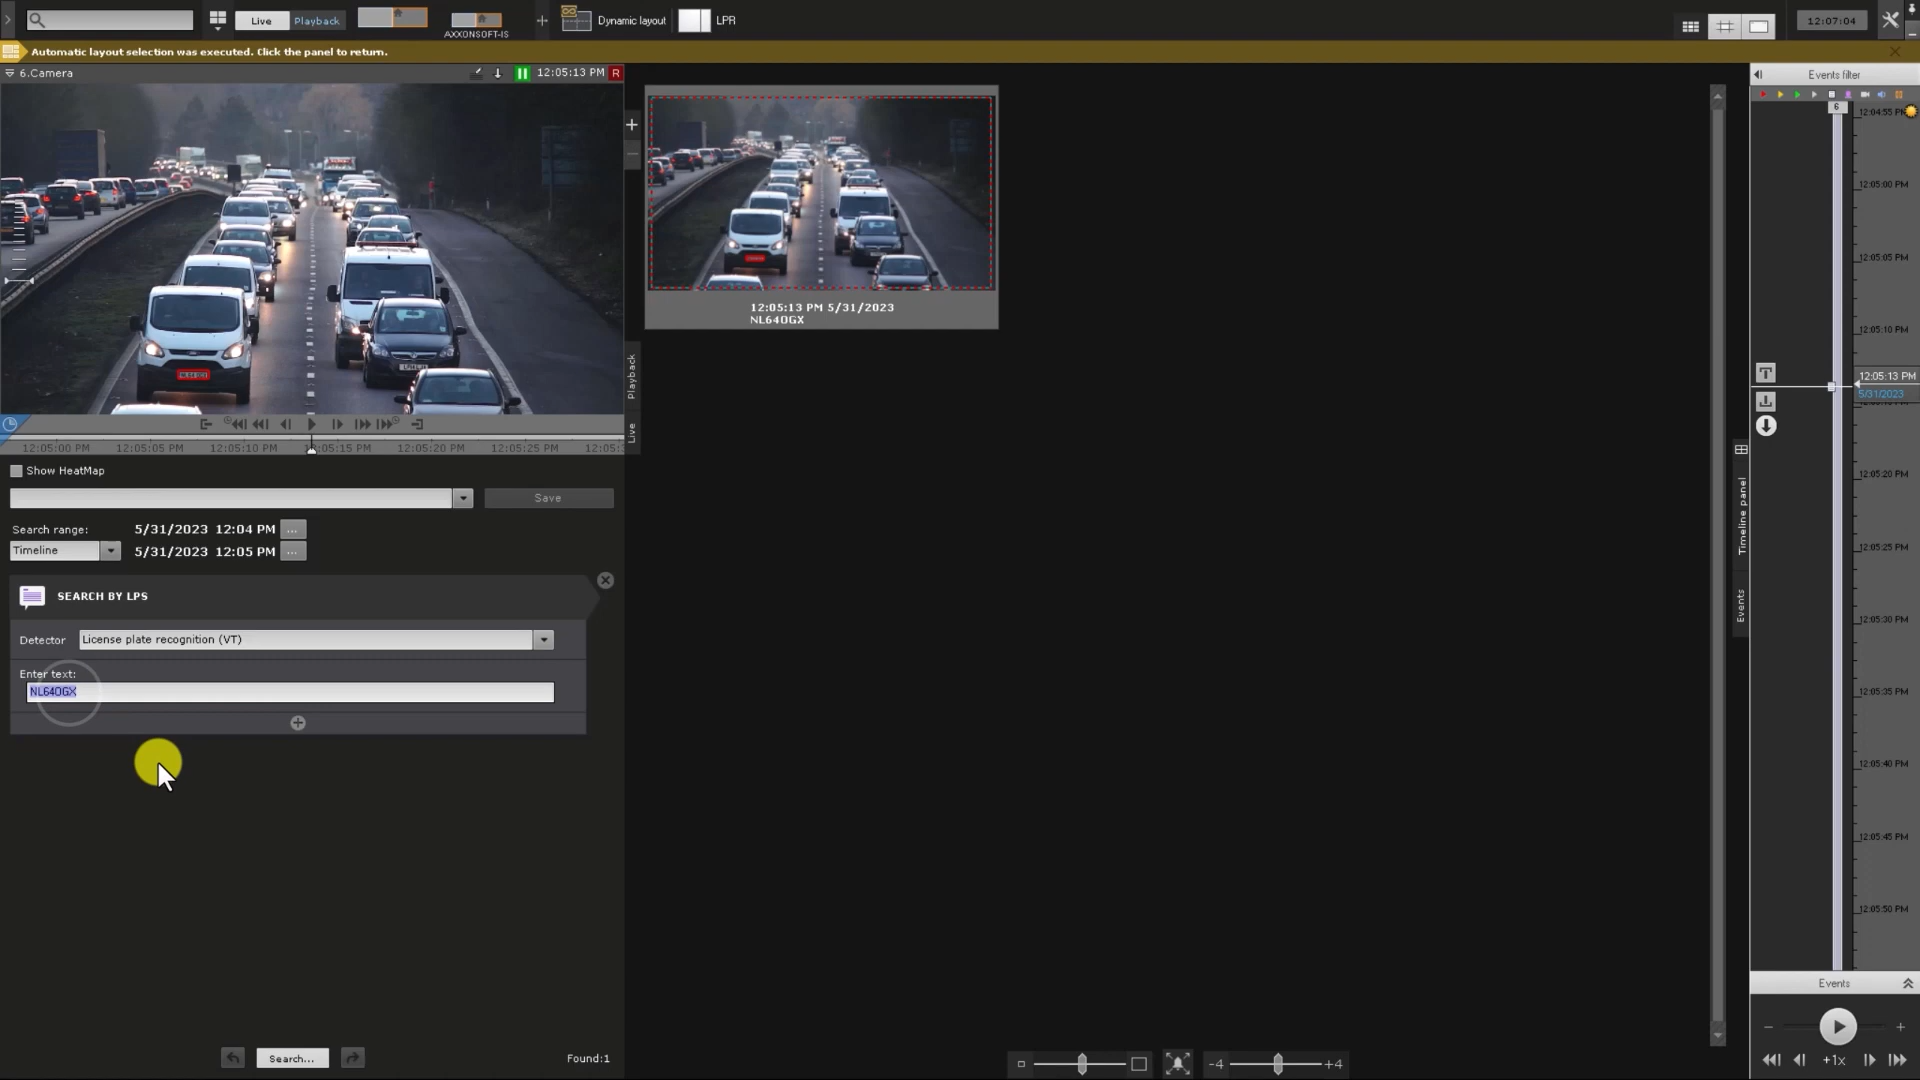 Live
Playback
AXXONSOFT-IS
Dynamic layout
LPR
12:07:04
Automatic layout selection was executed. Click the panel to return.
6.Camera
12:05:13 PM
R
Events filter
6
12:04:55 PM
12:05:00 PM
12:05:05 PM
12:05:10 PM
12:05:13 PM
5/31/2023
12:05:20 PM
12:05:25 PM
12:05:30 PM
12:05:35 PM
12:05:40 PM
12:05:45 PM
12:05:50 PM
12:05:13 PM 5/31/2023
NL64OGX
Playback
Live
12:05:00 PM 12:05:05 PM 12:05:10 PM 12:05:15 PM 12:05:20 PM 12:05:25 PM 12:05:
Show HeatMap
Save
Search range: 5/31/2023 12:04 PM ...
Timeline 5/31/2023 12:05 PM ...
SEARCH BY LPS
Detector License plate recognition (VT)
Enter text:
NL64OGX
Timeline panel
Events
Search...
Found:1
-4 +4
Events
+1x